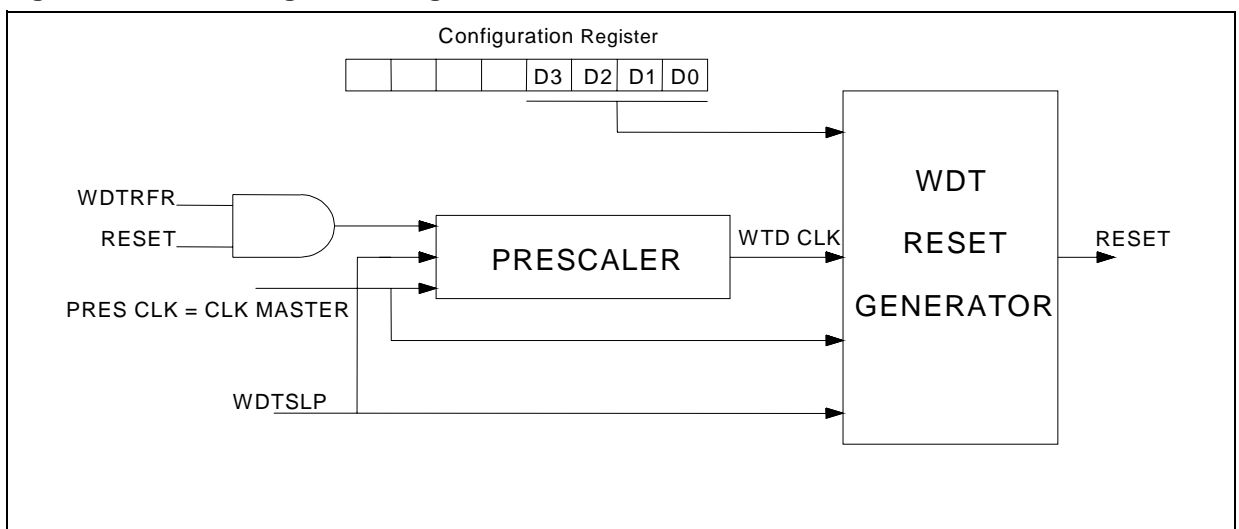 Configuration Register
D3 D2 D1 D0
WDTRFR
RESET
PRES CLK = CLK MASTER
WDTSLP
PRESCALER
WTD CLK
WDT
RESET
GENERATOR
RESET